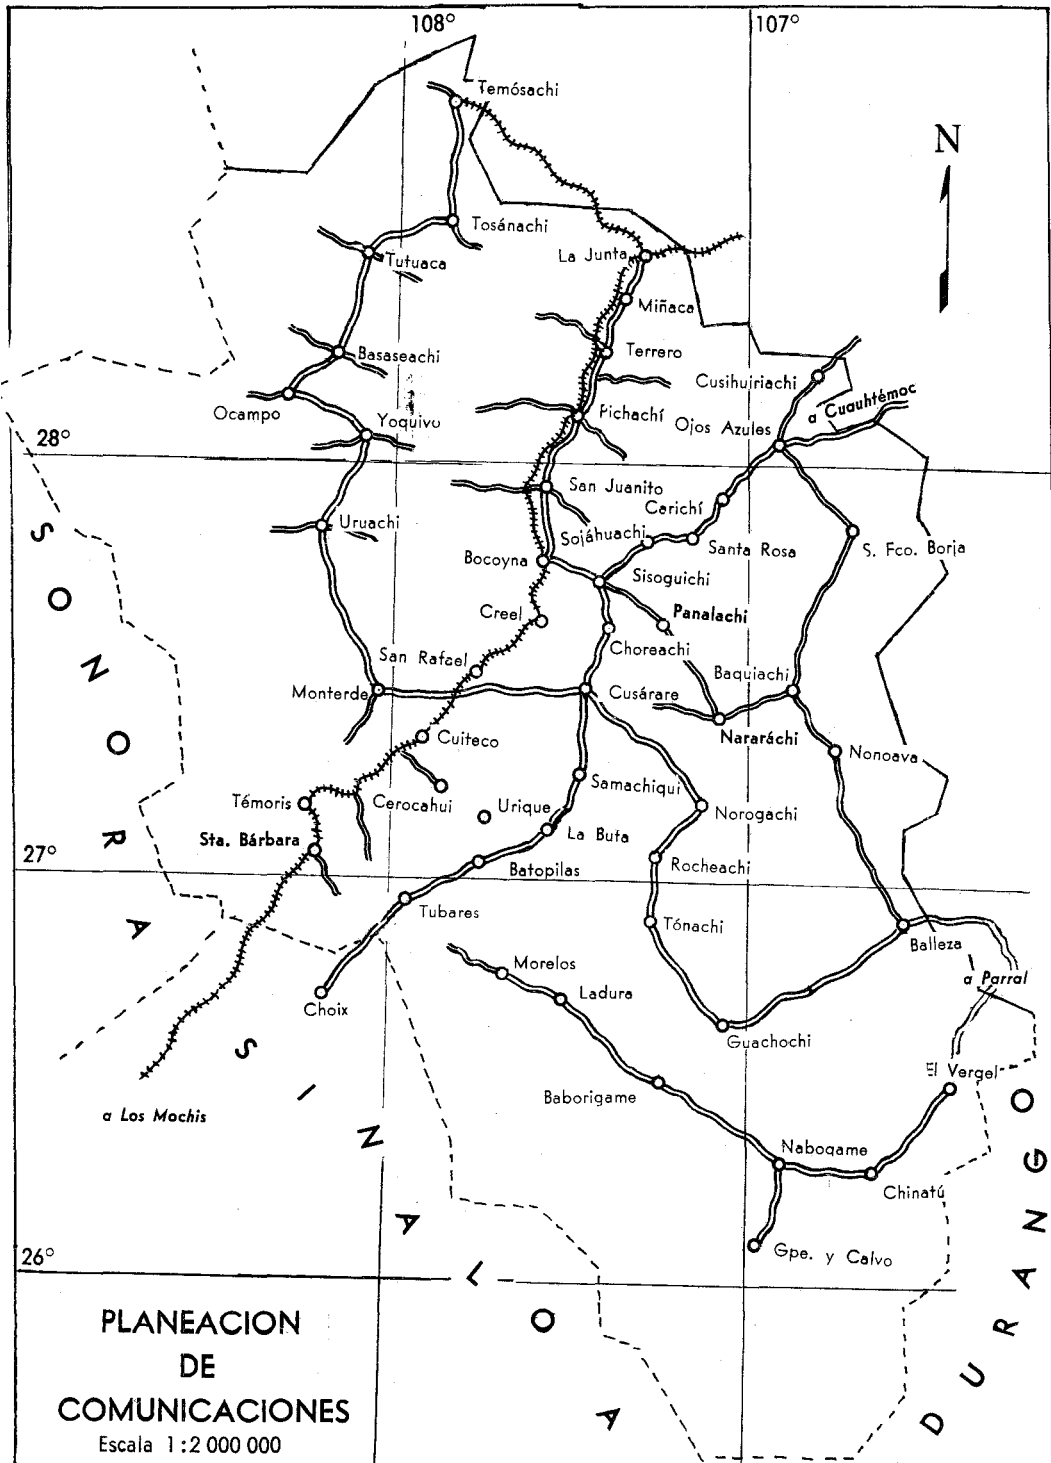 108°
107°
Temósachi
N
Tosánachi
La Junta
Tutuaca
Miñaca
Basaseachi
Terrero
Cusihuiriachi
a Cuauhtémoc
Ocampo
Yoquivo
Pichachí
Ojos Azules
28°
San Juanito
Carichí
Uruachi
Sojáhuachi
Santa Rosa
S. Fco. Borja
Bocoyna
Sisoguichi
Creel
Panalachi
Choreachi
San Rafael
Baquiachi
Monterde
Cusárare
Cuiteco
Nararáchi
Nonoava
Samachiqui
Témoris
Cerocahui
Urique
Norogachi
Sta. Bárbara
La Buta
27°
Batopilas
Rocheachi
Tubares
Tónachi
Balleza
Morelos
a Parral
Ladura
Choix
Guachochi
El Vergel
Baborigame
a Los Mochis
Nabogame
Chinatú
Gpe. y Calvo
26°
SONORA
SINALOA
DURANGO
PLANEACION
DE
COMUNICACIONES
Escala 1:2 000 000